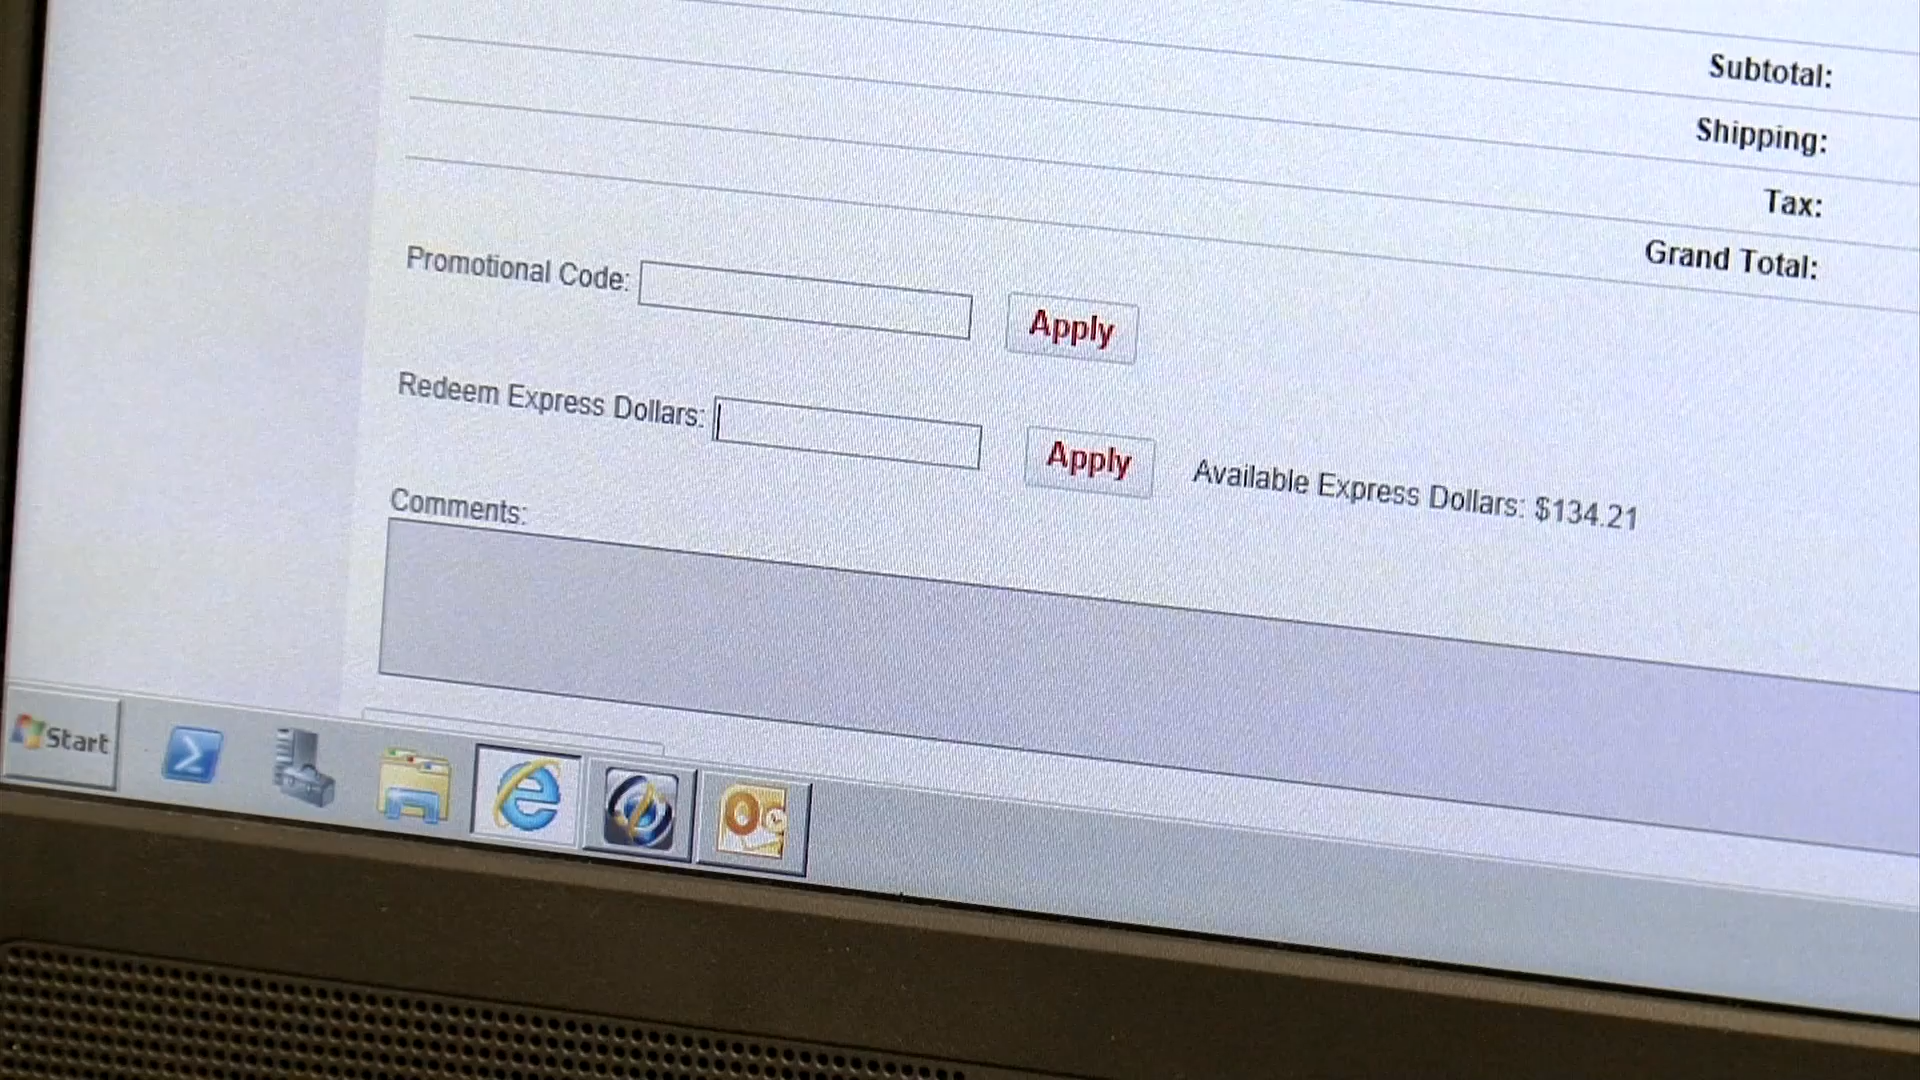 Subtotal:
Shipping:
Tax:
Grand Total:
Promotional Code:
Apply
Redeem Express Dollars:
Apply
Available Express Dollars: $134.21
Comments:
Start